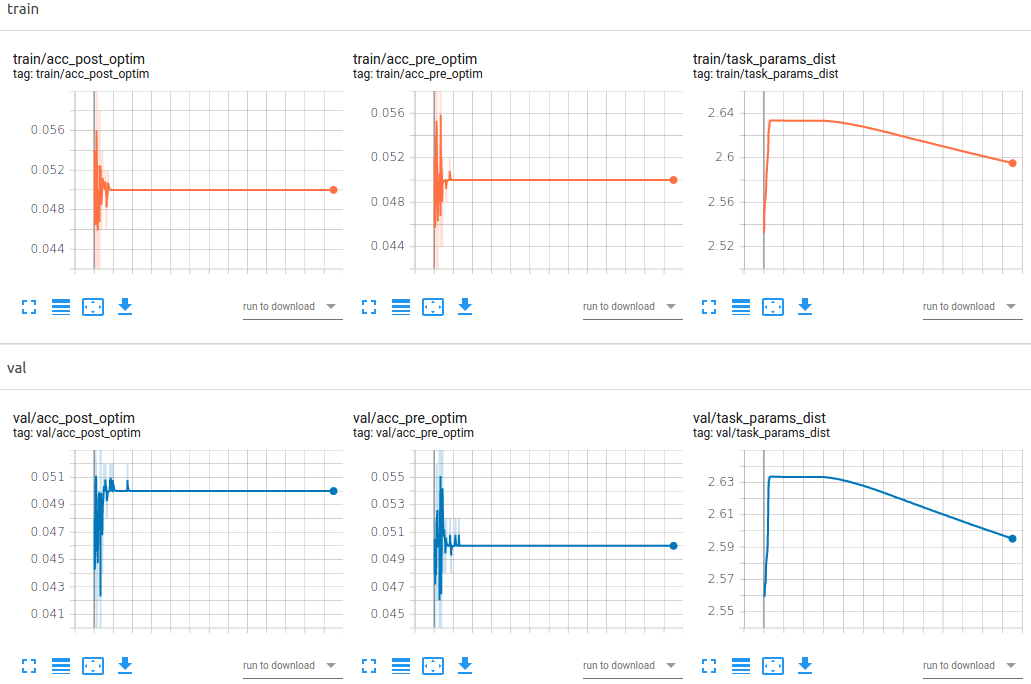 train
train/acc_post_optim
tag: train/acc_post_optim
0.056
0.052
0.048
0.044
run to download
train/acc_pre_optim
tag: train/acc_pre_optim
0.056
0.052
0.048
0.044
run to download
train/task_params_dist
tag: train/task_params_dist
2.64
2.6
2.56
2.52
run to download
val
val/acc_post_optim
tag: val/acc_post_optim
0.051
0.049
0.047
0.045
0.043
0.041
run to download
val/acc_pre_optim
tag: val/acc_pre_optim
0.055
0.053
0.051
0.049
0.047
0.045
run to download
val/task_params_dist
tag: val/task_params_dist
2.63
2.61
2.59
2.57
2.55
run to download